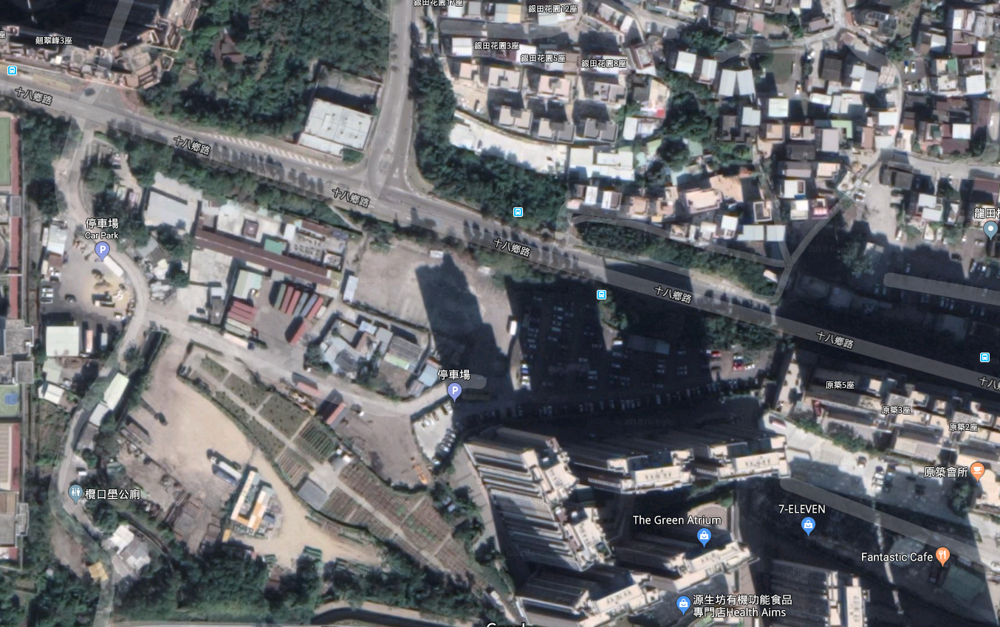 銀田花園17座
銀田花園12座
翹翠峰3座
座
銀田花園3座
銀田花園5座
銀田花園8座
十八鄉路
十八鄉路
十八鄉路
停車場
Car Park
P
十八鄉路
十八鄉路
十八鄉路
停車場
P
原築5座
原築3座
原築2座
原築會所
欖口壆公廁
7-ELEVEN
The Green Atrium
Fantastic Cafe
源生坊有機功能食品
專門店Health Aims